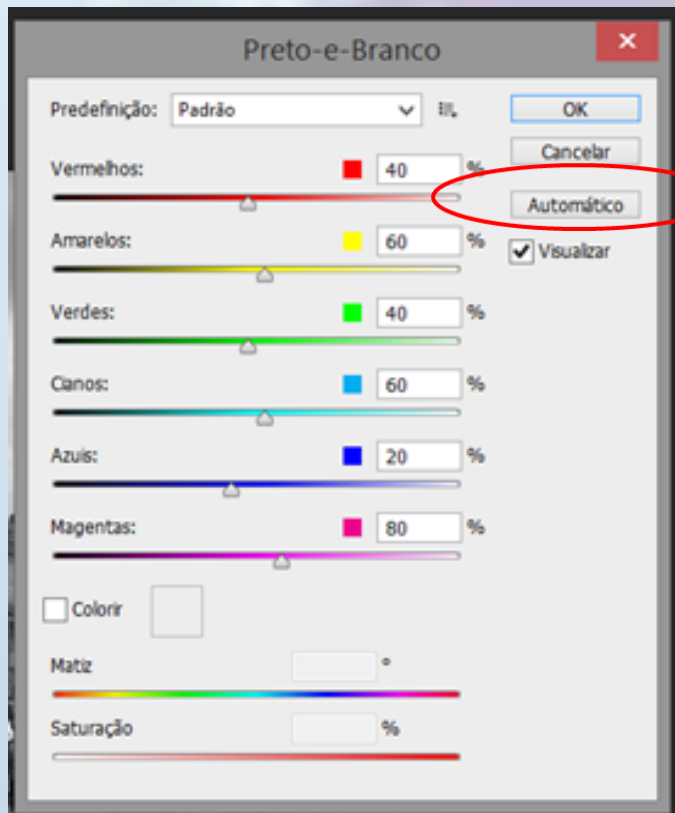 Preto-e-Branco
Predefinição: Padrão
OK
Cancelar
Automático
Visualizar
Vermelhos: 40 %
Amarelos: 60 %
Verdes: 40 %
Cianos: 60 %
Azuis: 20 %
Magentas: 80 %
Colorir
Matiz °
Saturação %